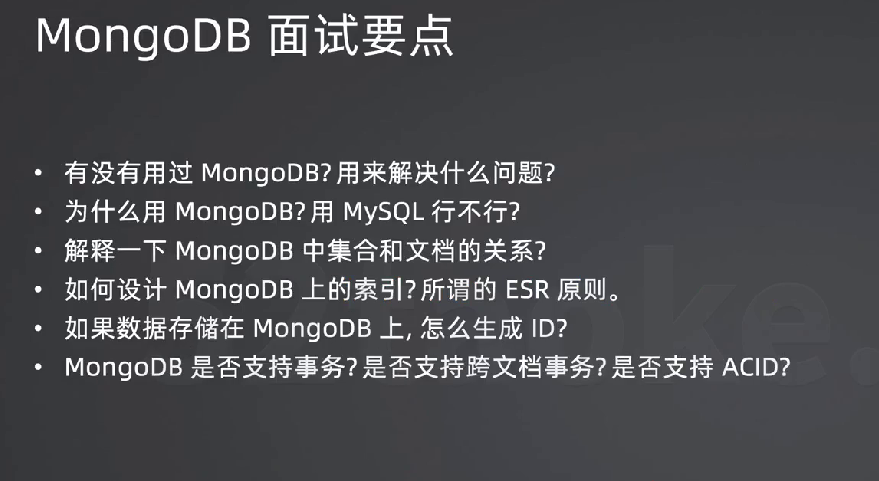 MongoDB 面试要点
• 有没有用过 MongoDB? 用来解决什么问题?
• 为什么用 MongoDB? 用 MySQL 行不行?
• 解释一下 MongoDB 中集合和文档的关系?
• 如何设计 MongoDB 上的索引? 所谓的 ESR 原则。
• 如果数据存储在 MongoDB 上, 怎么生成 ID?
• MongoDB 是否支持事务? 是否支持跨文档事务? 是否支持 ACID?